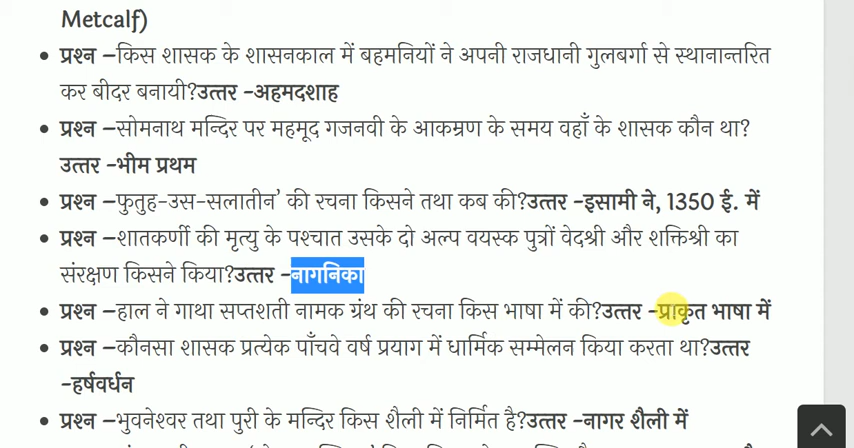 Metcalf)
प्रश्न –किस शासक के शासनकाल में बहमनियों ने अपनी राजधानी गुलबर्गा से स्थानान्तरित
कर बीदर बनायी?उत्तर -अहमदशाह
प्रश्न –सोमनाथ मन्दिर पर महमूद गजनवी के आकम्रण के समय वहाँ के शासक कौन था?
उत्तर -भीम प्रथम
प्रश्न –फुतुह-उस-सलातीन’ की रचना किसने तथा कब की?उत्तर -इसामी ने, 1350 ई. में
प्रश्न –शातकर्णी की मृत्यु के पश्चात उसके दो अल्प वयस्क पुत्रों वेदश्री और शक्तिश्री का
संरक्षण किसने किया?उत्तर -नागनिका
प्रश्न –हाल ने गाथा सप्तशती नामक ग्रंथ की रचना किस भाषा में की?उत्तर -प्राकृत भाषा में
प्रश्न –कौनसा शासक प्रत्येक पाँचवे वर्ष प्रयाग में धार्मिक सम्मेलन किया करता था?उत्तर
-हर्षवर्धन
प्रश्न –भुवनेश्वर तथा पुरी के मन्दिर किस शैली में निर्मित है?उत्तर -नागर शैली में